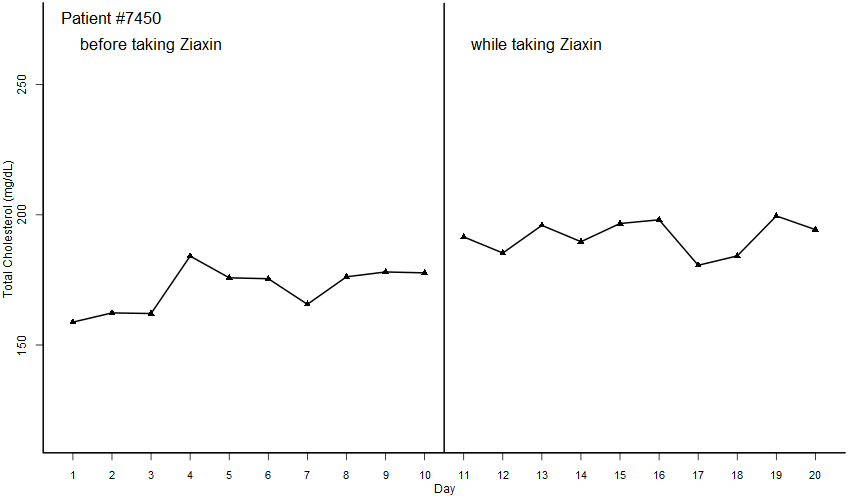 Patient #7450
before taking Ziaxin
while taking Ziaxin
Total Cholesterol (mg/dL)
250
200
150
1 2 3 4 5 6 7 8 9 10 11 12 13 14 15 16 17 18 19 20
Day